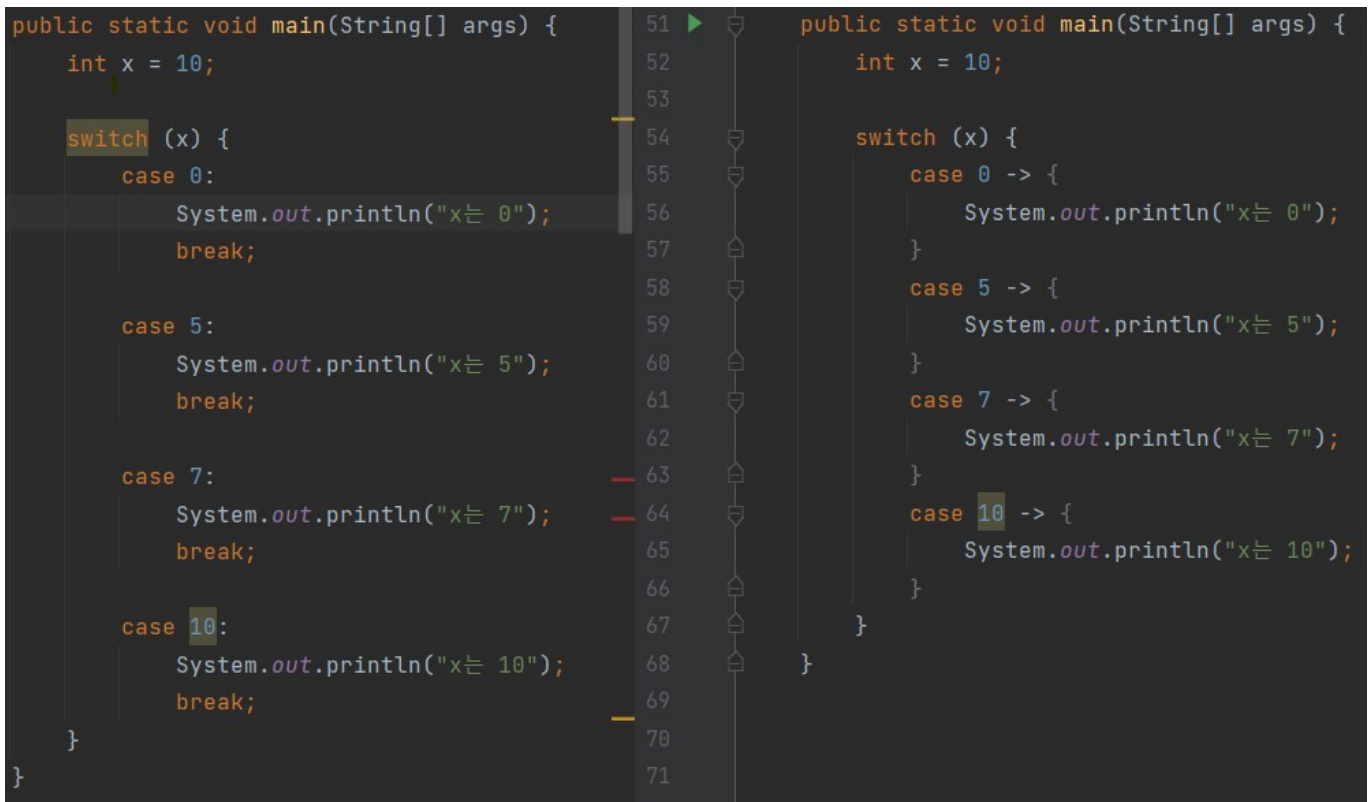 public static void main(String[] args) {
int x = 10;
switch (x) {
case 0:
System.out.println("x는 0");
break;
case 5:
System.out.println("x는 5");
break;
case 7:
System.out.println("x는 7");
break;
case 10:
System.out.println("x는 10");
break;
}
}
51 public static void main(String[] args) {
52 int x = 10;
53
54 switch (x) {
55 case 0 -> {
56 System.out.println("x는 0");
57 }
58 case 5 -> {
59 System.out.println("x는 5");
60 }
61 case 7 -> {
62 System.out.println("x는 7");
63 }
64 case 10 -> {
65 System.out.println("x는 10");
66 }
67 }
68 }
69
70
71